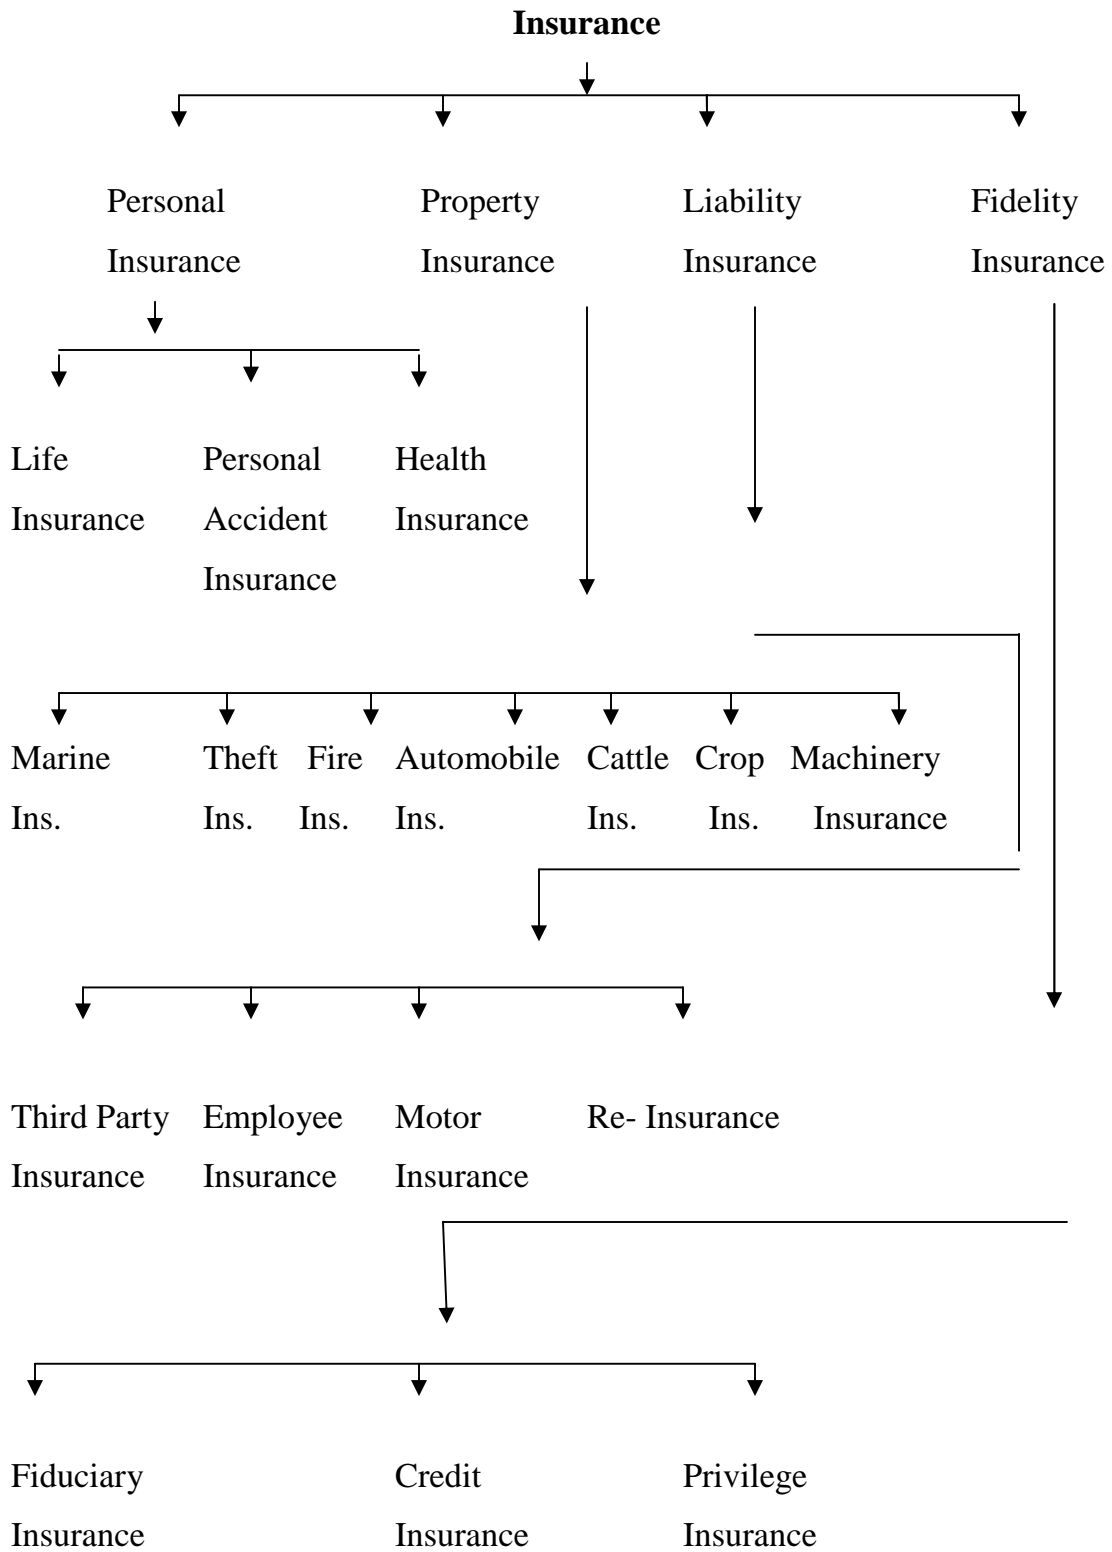 Insurance
Personal Property Liability Fidelity
Insurance Insurance Insurance Insurance
Life Personal Health
Insurance Accident Insurance
Insurance
Marine Theft Fire Automobile Cattle Crop Machinery
Ins. Ins. Ins. Ins. Ins. Ins. Insurance
Third Party Employee Motor Re- Insurance
Insurance Insurance Insurance
Fiduciary Credit Privilege
Insurance Insurance Insurance